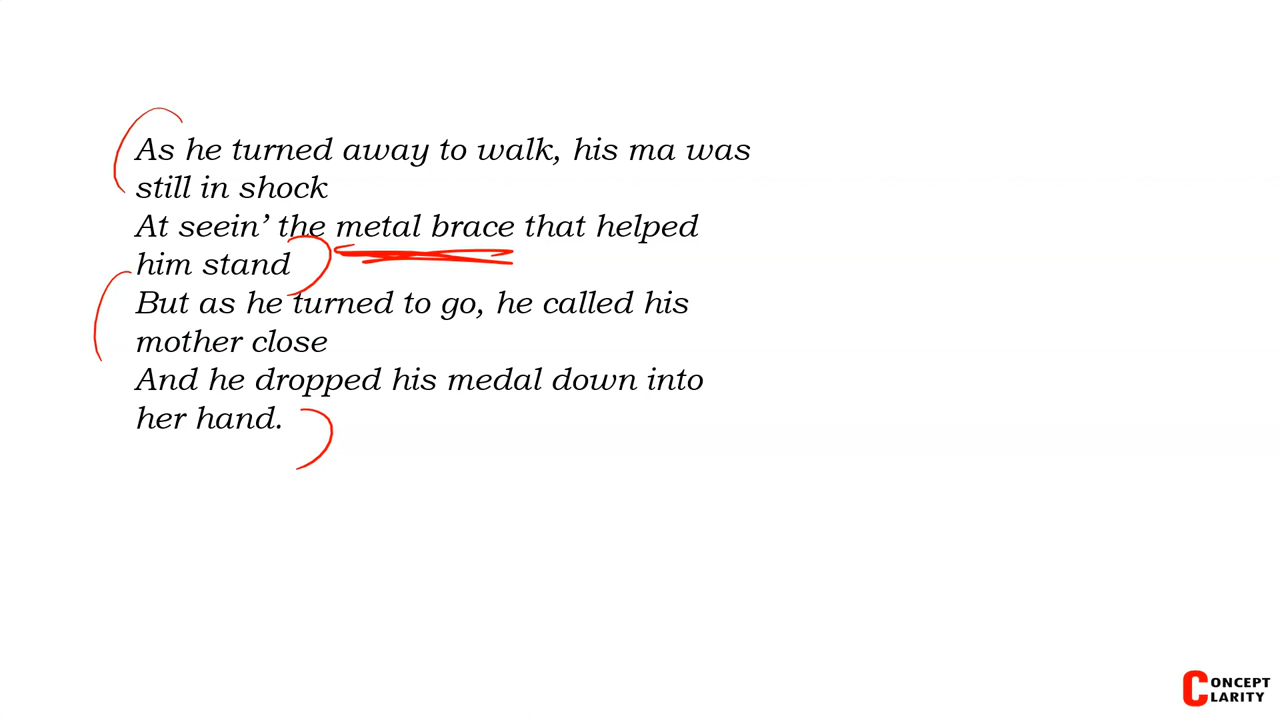 As he turned away to walk, his ma was
still in shock
At seein’ the metal brace that helped
him stand
But as he turned to go, he called his
mother close
And he dropped his medal down into
her hand.
CONCEPT
CLARITY